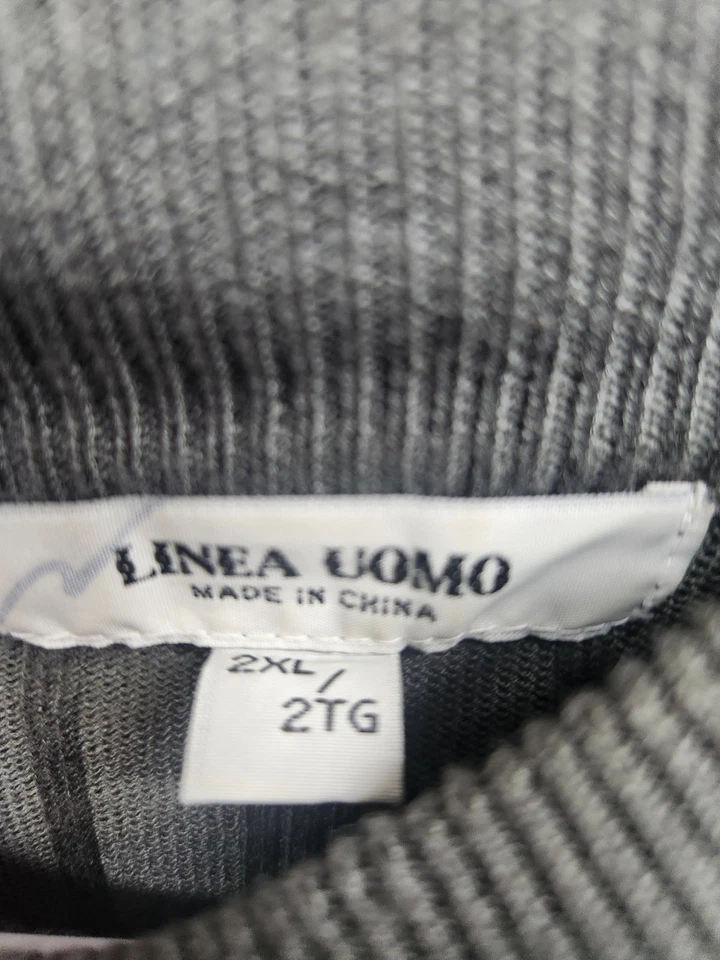 LINEA UOMO
MADE IN CHINA
2XL/
2TG